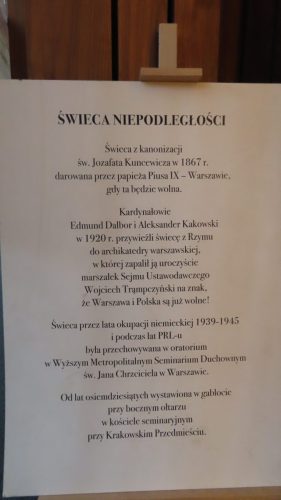 ŚWIECA NIEPODLEGŁOŚCI
Świeca z kanonizacji
św. Jozafata Kuncewicza w 1867 r.
darowana przez papieża Piusa IX – Warszawie,
gdy ta będzie wolna.
Kardynałowie
Edmund Dalbor i Aleksander Kakowski
w 1920 r. przywieźli świecę z Rzymu
do archikatedry warszawskiej,
w której zapalił ją uroczyście
marszałek Sejmu Ustawodawczego
Wojciech Trąmpczyński na znak,
że Warszawa i Polska są już wolne!
Świeca przez lata okupacji niemieckiej 1939-1945
i podczas lat PRL-u
była przechowywana w oratorium
w Wyższym Metropolitalnym Seminarium Duchownym
św. Jana Chrzciciela w Warszawie.
Od lat osiemdziesiątych wystawiona w gablocie
przy bocznym ołtarzu
w kościele seminaryjnym
przy Krakowskim Przedmieściu.